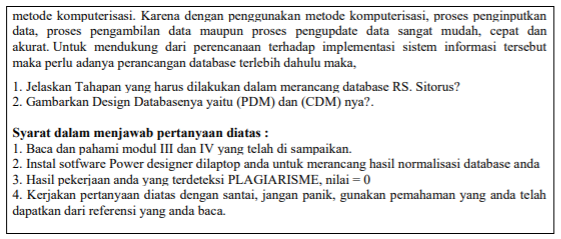 metode komputerisasi. Karena dengan penggunakan metode komputerisasi, proses penginputkan
data, proses pengambilan data maupun proses pengupdate data sangat mudah, cepat dan
akurat. Untuk mendukung dari perencanaan terhadap implementasi sistem informasi tersebut
maka perlu adanya perancangan database terlebih dahulu maka,
1. Jelaskan Tahapan yang harus dilakukan dalam merancang database RS. Sitorus?
2. Gambarkan Design Databasenya yaitu (PDM) dan (CDM) nya?.
Syarat dalam menjawab pertanyaan diatas :
1. Baca dan pahami modul III dan IV yang telah di sampaikan.
2. Instal sotfware Power designer dilaptop anda untuk merancang hasil normalisasi database anda
3. Hasil pekerjaan anda yang terdeteksi PLAGIARISME, nilai = 0
4. Kerjakan pertanyaan diatas dengan santai, jangan panik, gunakan pemahaman yang anda telah
dapatkan dari referensi yang anda baca.